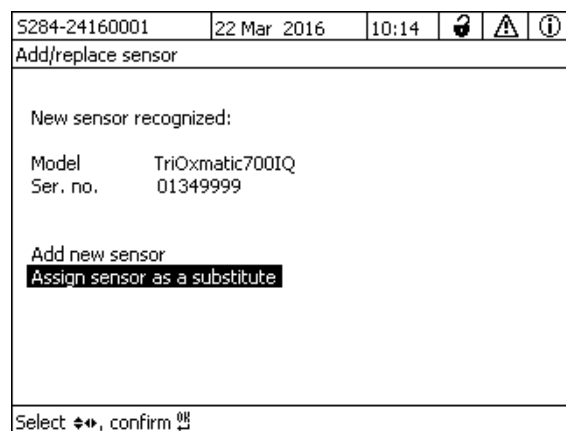 S284-24160001 22 Mar 2016 10:14
Add/replace sensor
New sensor recognized:
Model TriOxmatic700IQ
Ser. no. 01349999
Add new sensor
Assign sensor as a substitute
Select , confirm OK